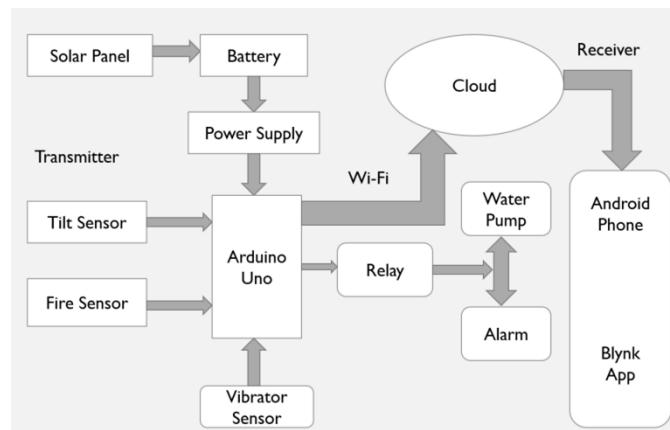 Solar Panel
Battery
Receiver
Cloud
Power Supply
Transmitter
Wi-Fi
Water
Pump
Android
Phone
Tilt Sensor
Arduino
Uno
Relay
Fire Sensor
Alarm
Blynk
App
Vibrator
Sensor